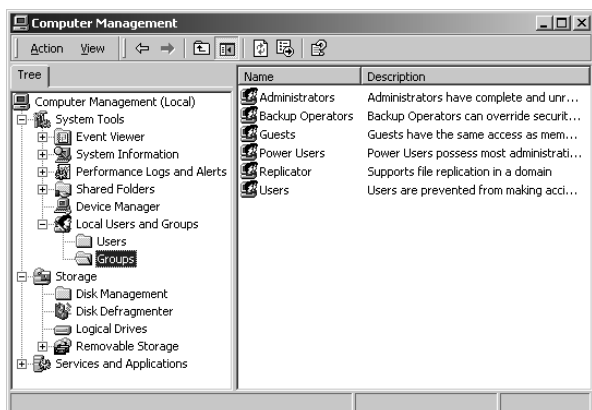 Computer Management
Action View
Tree
Computer Management (Local)
System Tools
Event Viewer
System Information
Performance Logs and Alerts
Shared Folders
Device Manager
Local Users and Groups
Users
Groups
Storage
Disk Management
Disk Defragmenter
Logical Drives
Removable Storage
Services and Applications
Name Description
Administrators Administrators have complete and unr...
Backup Operators Backup Operators can override securit...
Guests Guests have the same access as mem...
Power Users Power Users possess most administrati...
Replicator Supports file replication in a domain
Users Users are prevented from making acci...